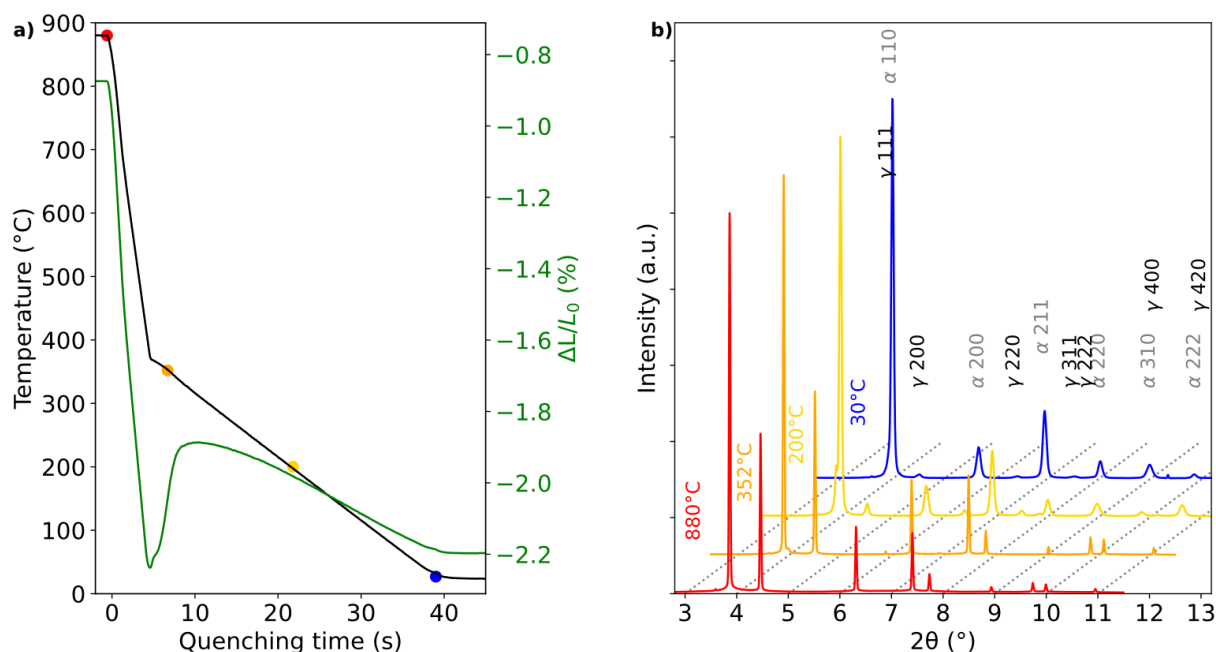 a)
900
800
700
600
500
400
300
200
100
0
Temperature (°C)
0 10 20 30 40
Quenching time (s)
−0.8
−1.0
−1.2
−1.4
−1.6
−1.8
−2.0
−2.2
ΔL/L₀ (%)
b)
Intensity (a.u.)
880°C
352°C
200°C
30°C
α 110
γ 111
γ 200
α 200
γ 220
α 211
γ 311
γ 222
α 220
γ 400
α 310
γ 420
α 222
3 4 5 6 7 8 9 10 11 12 13
2θ (°)